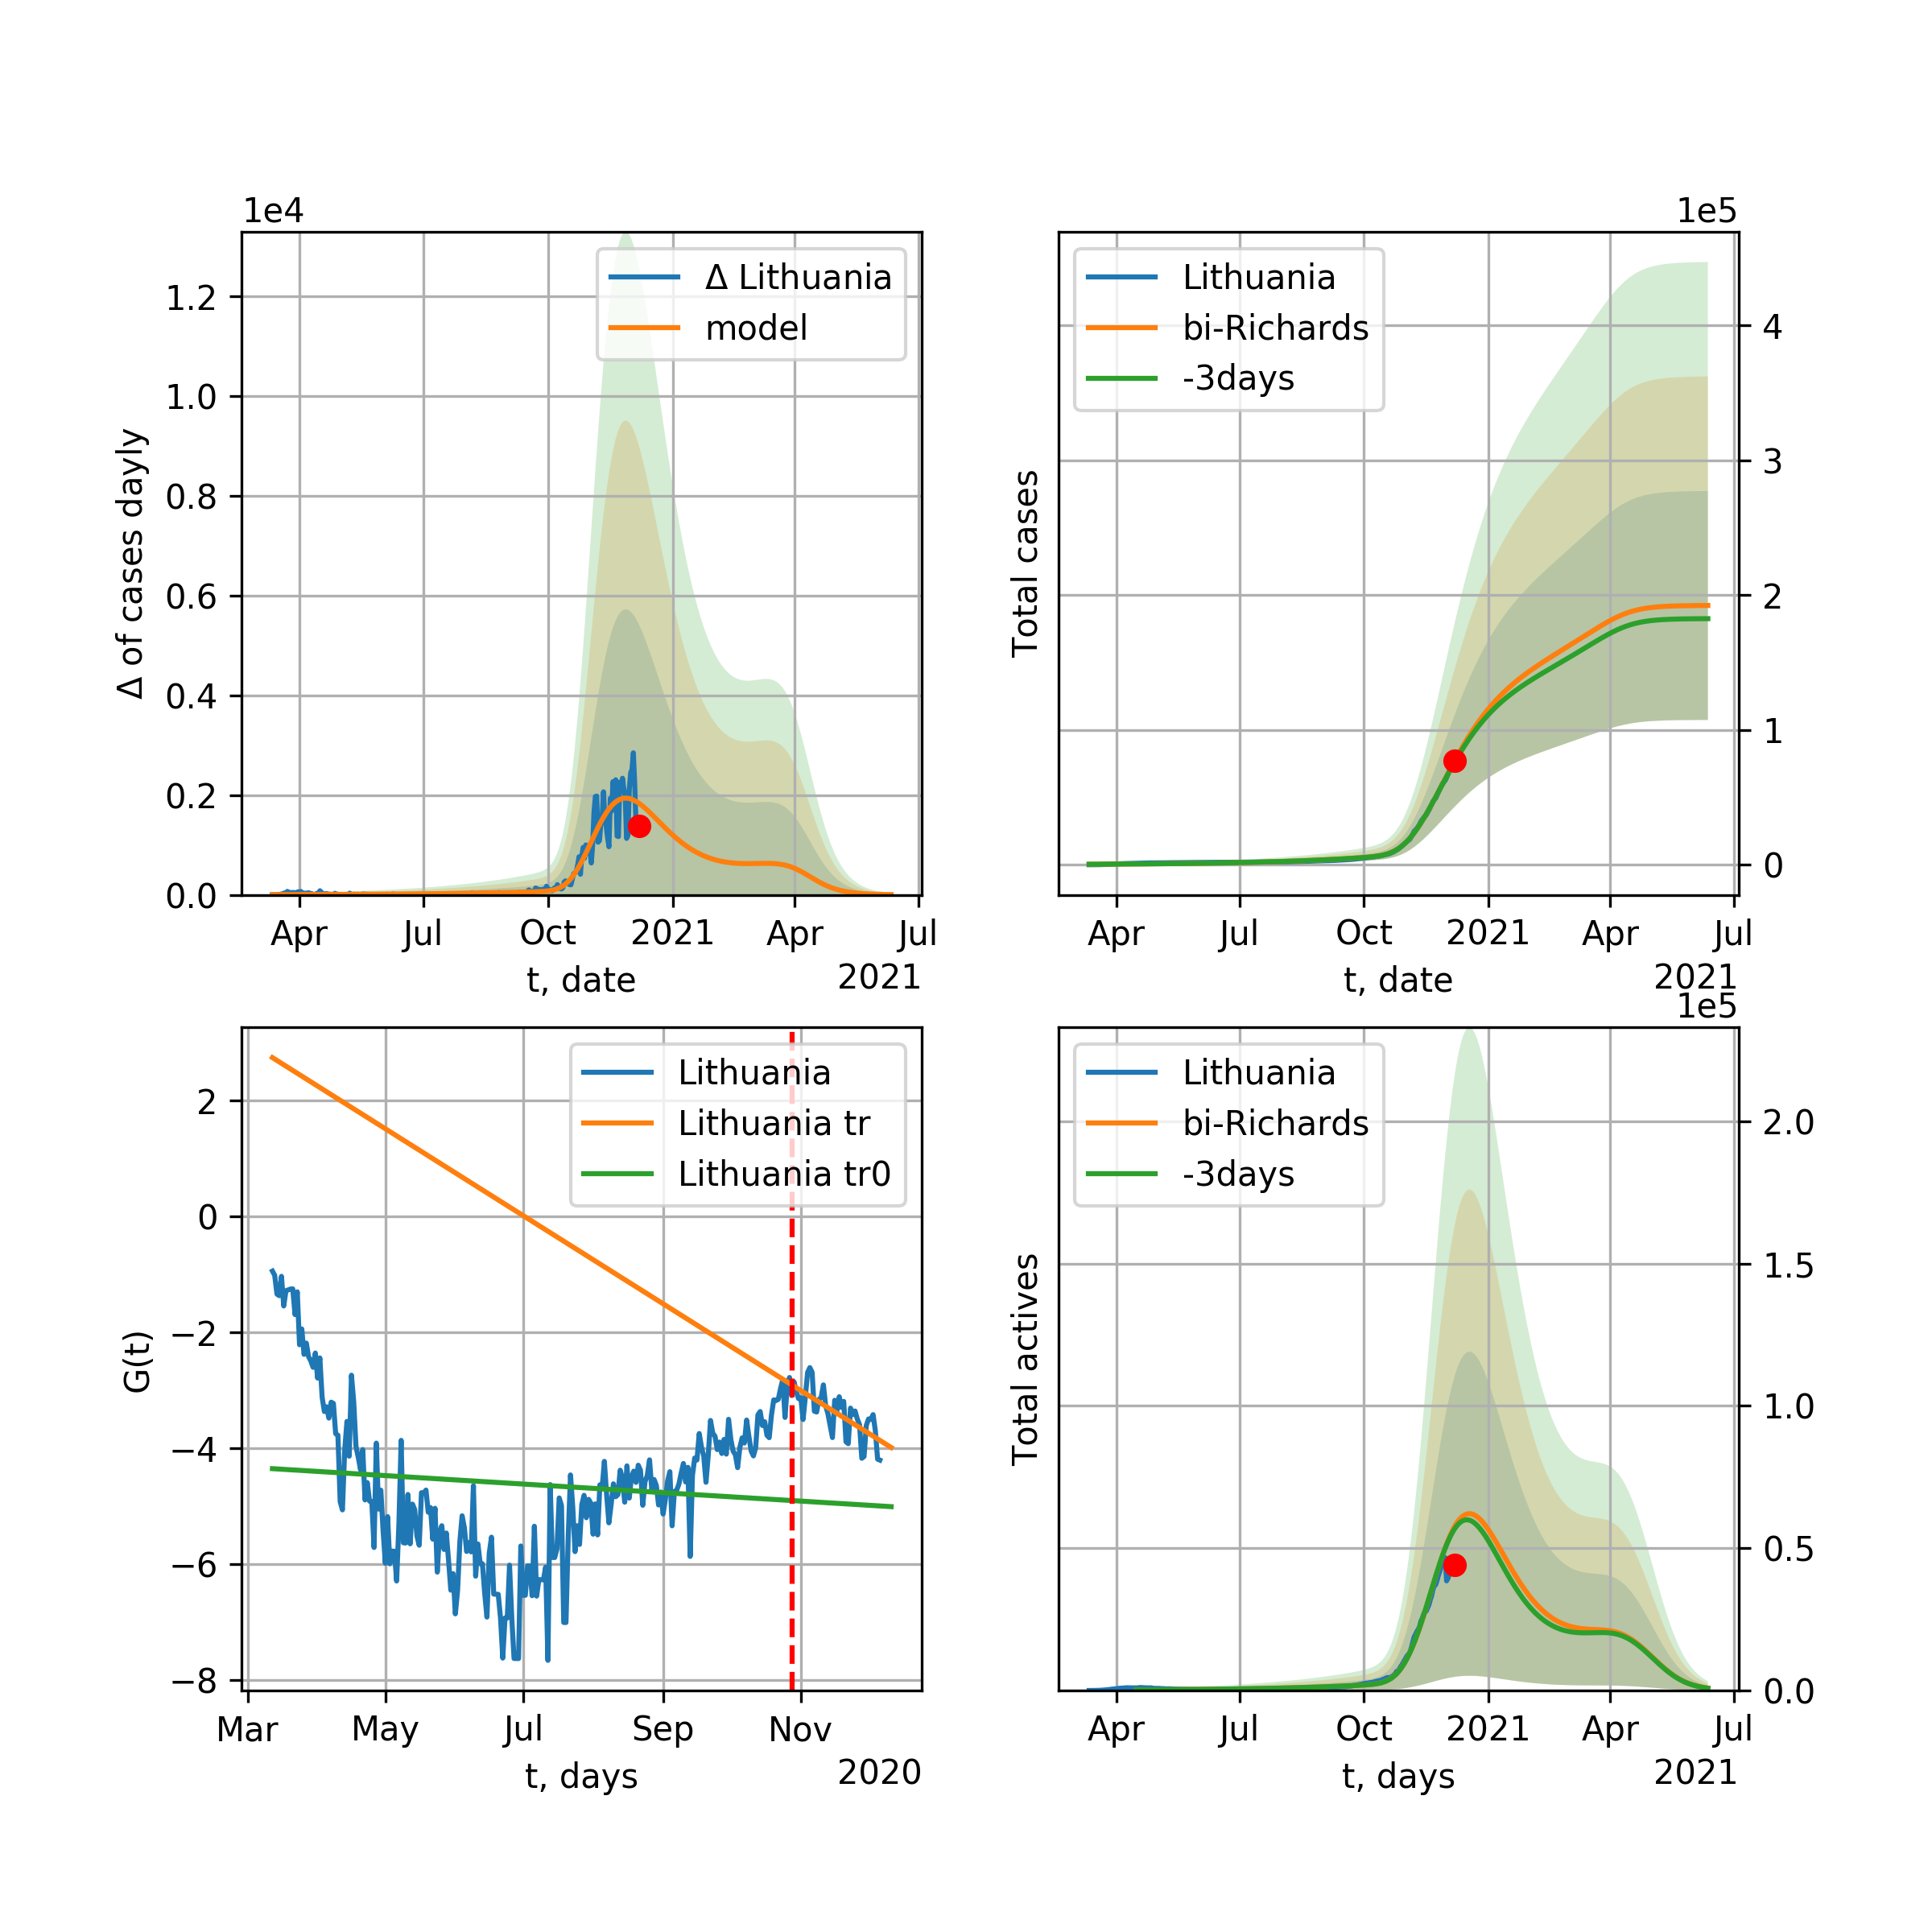 1e4
Δ of cases dayly
1.2
1.0
0.8
0.6
0.4
0.2
0.0
Δ Lithuania
model
Apr Jul Oct 2021 Apr Jul
t, date 2021
1e5
Total cases
Lithuania
bi-Richards
-3days
4
3
2
1
0
Apr Jul Oct 2021 Apr Jul
t, date 2021
G(t)
2
0
−2
−4
−6
−8
Lithuania
Lithuania tr
Lithuania tr0
Mar May Jul Sep Nov
t, days 2020
1e5
Total actives
Lithuania
bi-Richards
-3days
2.0
1.5
1.0
0.5
0.0
Apr Jul Oct 2021 Apr Jul
t, days 2021